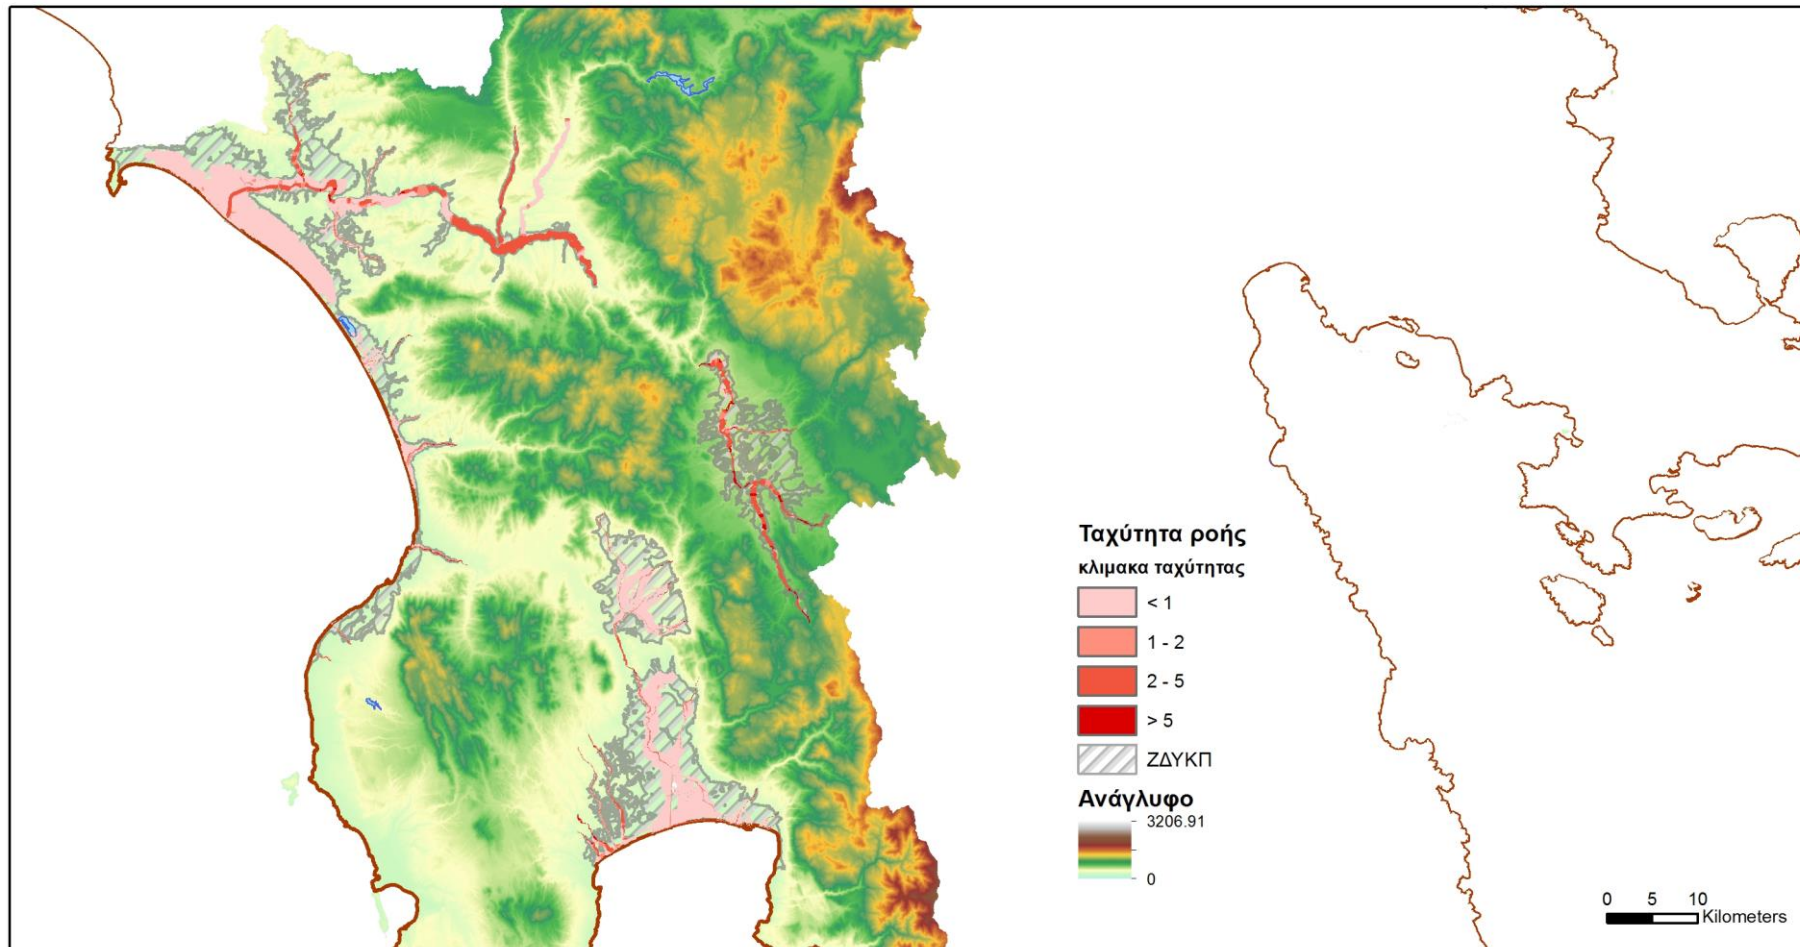 Ταχύτητα ροής
κλιμακα ταχύτητας
< 1
1 - 2
2 - 5
> 5
ΖΔΥΚΠ
Ανάγλυφο
3206.91
0
0 5 10
Kilometers